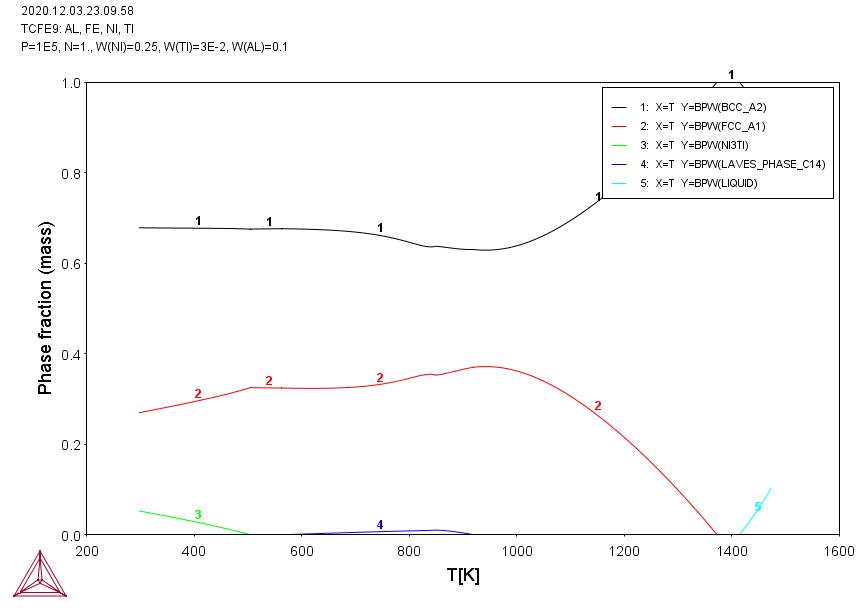 2020.12.03.23.09.58
TCFE9: AL, FE, NI, TI
P=1E5, N=1., W(NI)=0.25, W(TI)=3E-2, W(AL)=0.1
1
1.0
1: X=T Y=BPW(BCC_A2)
2: X=T Y=BPW(FCC_A1)
3: X=T Y=BPW(NI3TI)
4: X=T Y=BPW(LAVES_PHASE_C14)
5: X=T Y=BPW(LIQUID)
0.8
1
1 1 1
0.6
Phase fraction (mass)
0.4
2 2 2 2
0.2
3 4 5
0.0
200 400 600 800 1000 1200 1400 1600
T[K]